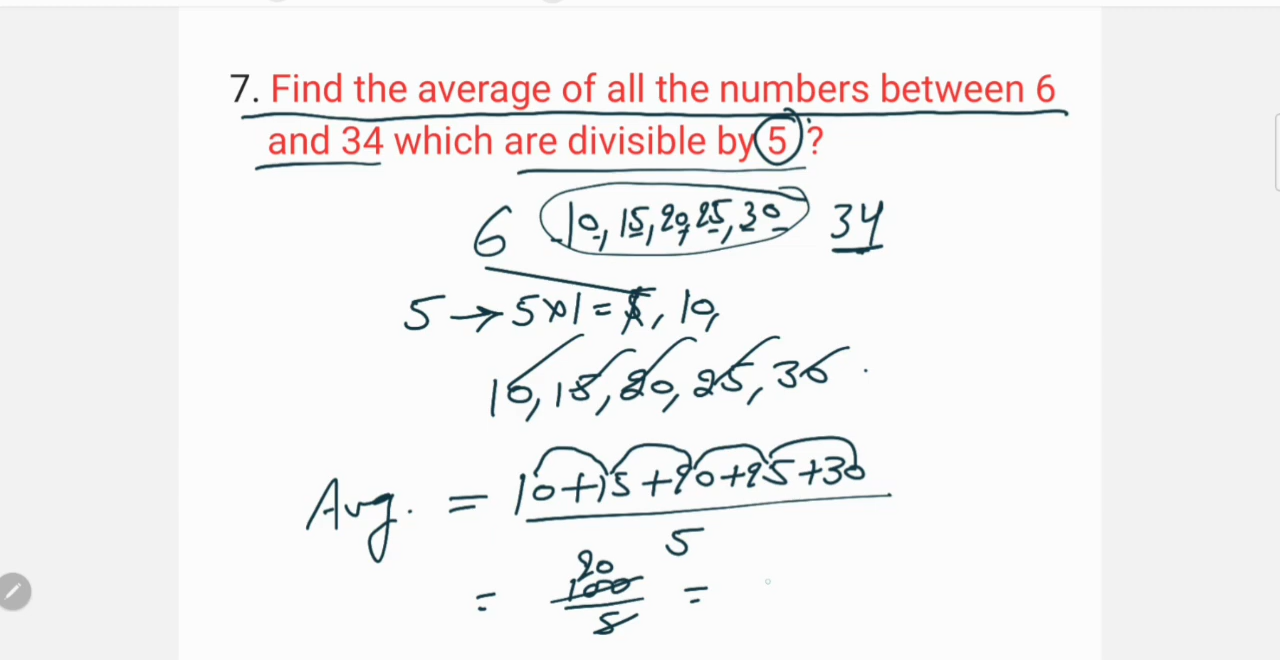 7. Find the average of all the numbers between 6
and 34 which are divisible by 5 ?
6 10, 15, 20, 25, 30 34
5 → 5×1 = 5, 10,
10, 15, 20, 25, 30 .
Avg. = 10+15+20+25+30
5
20
= 100 =
5